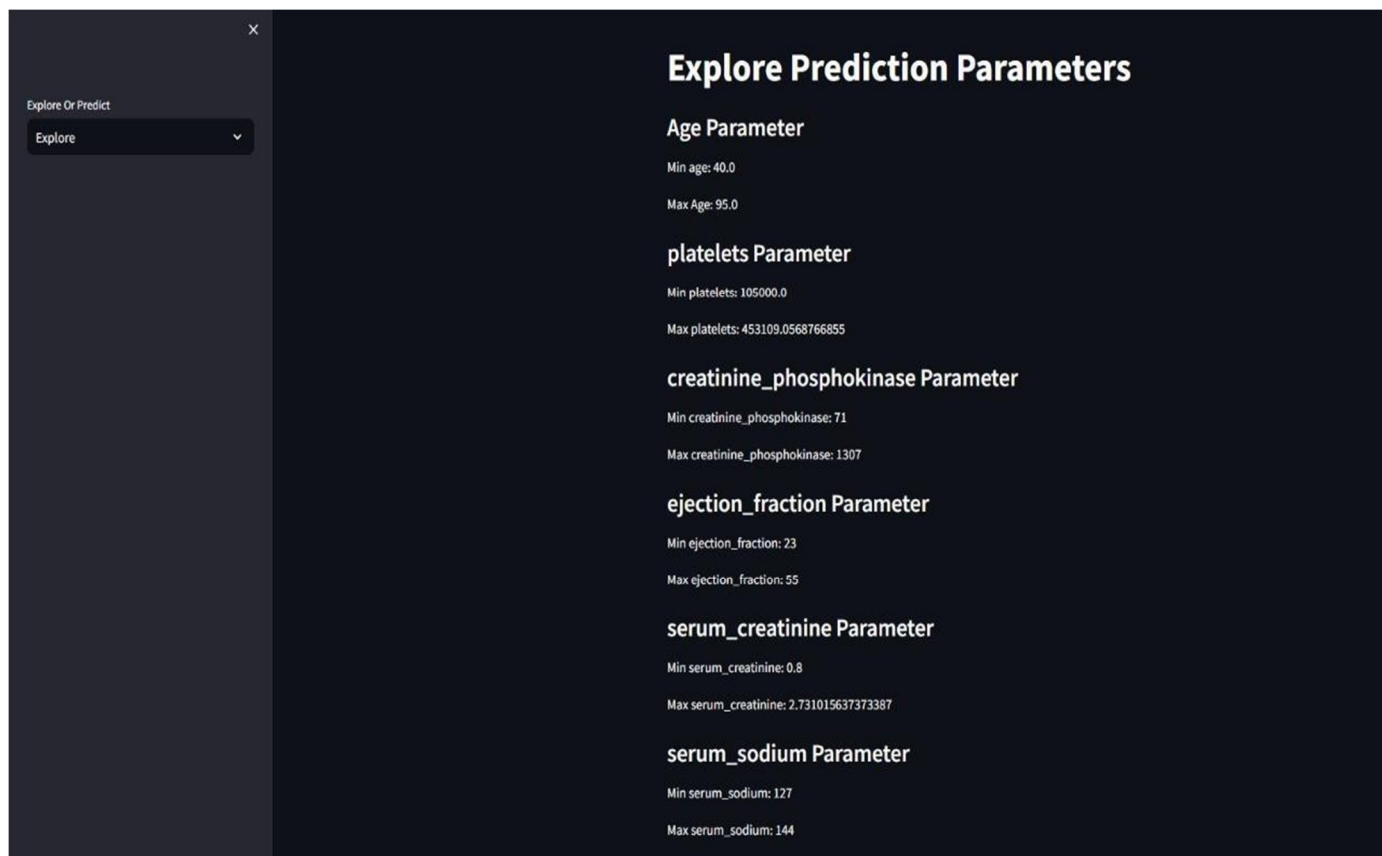 Explore Or Predict
Explore
Explore Prediction Parameters
Age Parameter
Min age: 40.0
Max Age: 95.0
platelets Parameter
Min platelets: 105000.0
Max platelets: 453109.0568766855
creatinine_phosphokinase Parameter
Min creatinine_phosphokinase: 71
Max creatinine_phosphokinase: 1307
ejection_fraction Parameter
Min ejection_fraction: 23
Max ejection_fraction: 55
serum_creatinine Parameter
Min serum_creatinine: 0.8
Max serum_creatinine: 2.731015637373387
serum_sodium Parameter
Min serum_sodium: 127
Max serum_sodium: 144